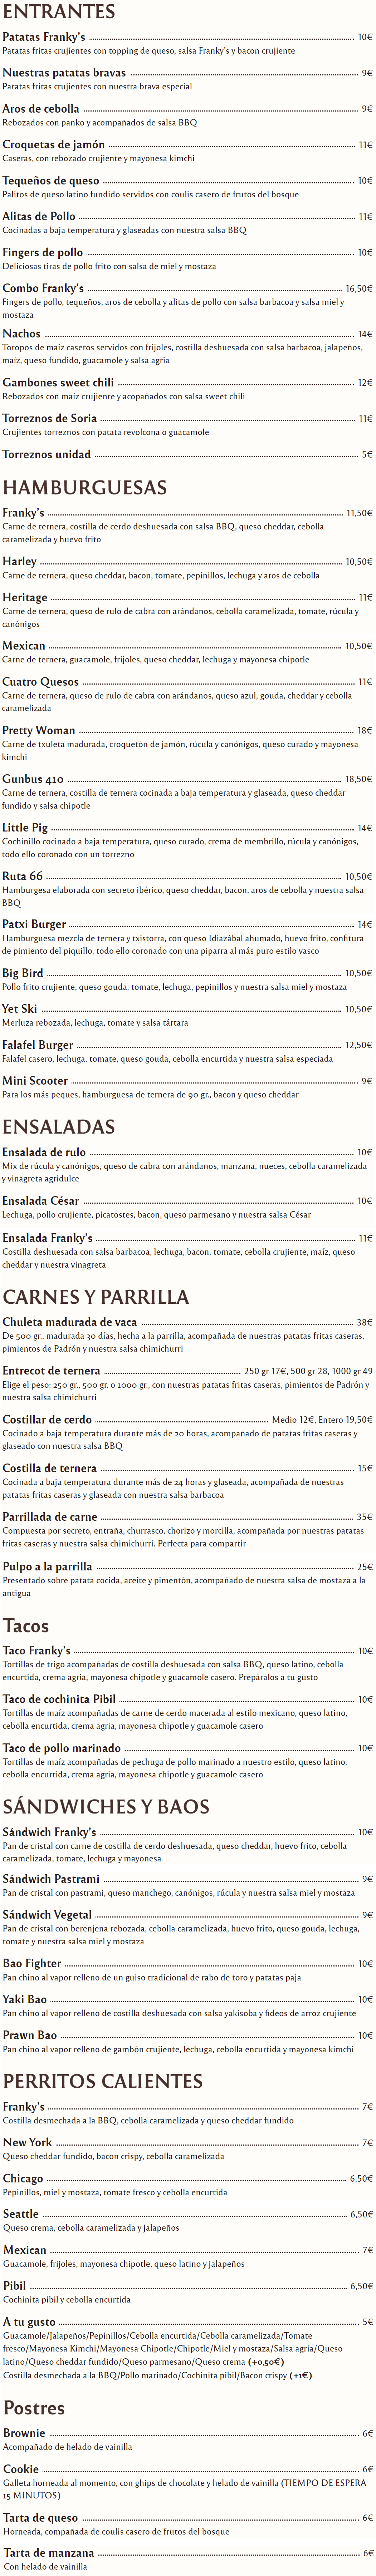 ENTRANTES
Patatas Franky's 10€
Patatas fritas crujientes con topping de queso, salsa Franky's y bacon crujiente
Nuestras patatas bravas 9€
Patatas fritas crujientes con nuestra brava especial
Aros de cebolla 9€
Rebozados con panko y acompañados de salsa BBQ
Croquetas de jamón 11€
Caseras, con rebozado crujiente y mayonesa kimchi
Tequeños de queso 10€
Palitos de queso latino fundido servidos con coulis casero de frutos del bosque
Alitas de Pollo 11€
Cocinadas a baja temperatura y glaseadas con nuestra salsa BBQ
Fingers de pollo 10€
Deliciosas tiras de pollo frito con salsa de miel y mostaza
Combo Franky's 16,50€
Fingers de pollo, tequeños, aros de cebolla y alitas de pollo con salsa barbacoa y salsa miel y
mostaza
Nachos 14€
Totopos de maíz caseros servidos con frijoles, costilla deshuesada con salsa barbacoa, jalapeños,
maíz, queso fundido, guacamole y salsa agria
Gambones sweet chili 12€
Rebozados con maíz crujiente y acopañados con salsa sweet chili
Torreznos de Soria 11€
Crujientes torreznos con patata revolcona o guacamole
Torreznos unidad 5€
HAMBURGUESAS
Franky's 11,50€
Carne de ternera, costilla de cerdo deshuesada con salsa BBQ, queso cheddar, cebolla
caramelizada y huevo frito
Harley 10,50€
Carne de ternera, queso cheddar, bacon, tomate, pepinillos, lechuga y aros de cebolla
Heritage 11€
Carne de ternera, queso de rulo de cabra con arándanos, cebolla caramelizada, tomate, rúcula y
canónigos
Mexican 10,50€
Carne de ternera, guacamole, frijoles, queso cheddar, lechuga y mayonesa chipotle
Cuatro Quesos 11€
Carne de ternera, queso de rulo de cabra con arándanos, queso azul, gouda, cheddar y cebolla
caramelizada
Pretty Woman 18€
Carne de txuleta madurada, croquetón de jamón, rúcula y canónigos, queso curado y mayonesa
kimchi
Gunbus 410 18,50€
Carne de ternera, costilla de ternera cocinada a baja temperatura y glaseada, queso cheddar
fundido y salsa chipotle
Little Pig 14€
Cochinillo cocinado a baja temperatura, queso curado, crema de membrillo, rúcula y canónigos,
todo ello coronado con un torrezno
Ruta 66 10,50€
Hamburgesa elaborada con secreto ibérico, queso cheddar, bacon, aros de cebolla y nuestra salsa
BBQ
Patxi Burger 14€
Hamburguesa mezcla de ternera y txistorra, con queso Idiazábal ahumado, huevo frito, confitura
de pimiento del piquillo, todo ello coronado con una piparra al más puro estilo vasco
Big Bird 10,50€
Pollo frito crujiente, queso gouda, tomate, lechuga, pepinillos y nuestra salsa miel y mostaza
Yet Ski 10,50€
Merluza rebozada, lechuga, tomate y salsa tártara
Falafel Burger 12,50€
Falafel casero, lechuga, tomate, queso gouda, cebolla encurtida y nuestra salsa especiada
Mini Scooter 9€
Para los más peques, hamburguesa de ternera de 90 gr., bacon y queso cheddar
ENSALADAS
Ensalada de rulo 10€
Mix de rúcula y canónigos, queso de cabra con arándanos, manzana, nueces, cebolla caramelizada
y vinagreta agridulce
Ensalada César 10€
Lechuga, pollo crujiente, picatostes, bacon, queso parmesano y nuestra salsa César
Ensalada Franky's 11€
Costilla deshuesada con salsa barbacoa, lechuga, bacon, tomate, cebolla crujiente, maíz, queso
cheddar y nuestra vinagreta
CARNES Y PARRILLA
Chuleta madurada de vaca 38€
De 500 gr., madurada 30 días, hecha a la parrilla, acompañada de nuestras patatas fritas caseras,
pimientos de Padrón y nuestra salsa chimichurri
Entrecot de ternera 250 gr 17€, 500 gr 28, 1000 gr 49
Elige el peso: 250 gr., 500 gr. o 1000 gr., con nuestras patatas fritas caseras, pimientos de Padrón y
nuestra salsa chimichurri
Costillar de cerdo Medio 12€, Entero 19,50€
Cocinado a baja temperatura durante más de 20 horas, acompañado de patatas fritas caseras y
glaseado con nuestra salsa BBQ
Costilla de ternera 15€
Cocinada a baja temperatura durante más de 24 horas y glaseada, acompañada de nuestras
patatas fritas caseras y glaseada con nuestra salsa barbacoa
Parrillada de carne 35€
Compuesta por secreto, entraña, churrasco, chorizo y morcilla, acompañada por nuestras patatas
fritas caseras y nuestra salsa chimichurri. Perfecta para compartir
Pulpo a la parrilla 25€
Presentado sobre patata cocida, aceite y pimentón, acompañado de nuestra salsa de mostaza a la
antigua
Tacos
Taco Franky's 10€
Tortillas de trigo acompañadas de costilla deshuesada con salsa BBQ, queso latino, cebolla
encurtida, crema agria, mayonesa chipotle y guacamole casero. Prepáralos a tu gusto
Taco de cochinita Pibil 10€
Tortillas de maíz acompañadas de carne de cerdo macerada al estilo mexicano, queso latino,
cebolla encurtida, crema agria, mayonesa chipotle y guacamole casero
Taco de pollo marinado 10€
Tortillas de maíz acompañadas de pechuga de pollo marinado a nuestro estilo, queso latino,
cebolla encurtida, crema agria, mayonesa chipotle y guacamole casero
SÁNDWICHES Y BAOS
Sándwich Franky's 10€
Pan de cristal con carne de costilla de cerdo deshuesada, queso cheddar, huevo frito, cebolla
caramelizada, tomate, lechuga y mayonesa
Sándwich Pastrami 9€
Pan de cristal con pastrami, queso manchego, canónigos, rúcula y nuestra salsa miel y mostaza
Sándwich Vegetal 9€
Pan de cristal con berenjena rebozada, cebolla caramelizada, huevo frito, queso gouda, lechuga,
tomate y nuestra salsa miel y mostaza
Bao Fighter 10€
Pan chino al vapor relleno de un guiso tradicional de rabo de toro y patatas paja
Yaki Bao 10€
Pan chino al vapor relleno de costilla deshuesada con salsa yakisoba y fideos de arroz crujiente
Prawn Bao 10€
Pan chino al vapor relleno de gambón crujiente, lechuga, cebolla encurtida y mayonesa kimchi
PERRITOS CALIENTES
Franky's 7€
Costilla desmechada a la BBQ, cebolla caramelizada y queso cheddar fundido
New York 7€
Queso cheddar fundido, bacon crispy, cebolla caramelizada
Chicago 6,50€
Pepinillos, miel y mostaza, tomate fresco y cebolla encurtida
Seattle 6,50€
Queso crema, cebolla caramelizada y jalapeños
Mexican 7€
Guacamole, frijoles, mayonesa chipotle, queso latino y jalapeños
Pibil 6,50€
Cochinita pibil y cebolla encurtida
A tu gusto 5€
Guacamole/Jalapeños/Pepinillos/Cebolla encurtida/Cebolla caramelizada/Tomate
fresco/Mayonesa Kimchi/Mayonesa Chipotle/Chipotle/Miel y mostaza/Salsa agria/Queso
latino/Queso cheddar fundido/Queso parmesano/Queso crema (+0,50€)
Costilla desmechada a la BBQ/Pollo marinado/Cochinita pibil/Bacon crispy (+1€)
Postres
Brownie 6€
Acompañado de helado de vainilla
Cookie 6€
Galleta horneada al momento, con ghips de chocolate y helado de vainilla (TIEMPO DE ESPERA
15 MINUTOS)
Tarta de queso 6€
Horneada, compañada de coulis casero de frutos del bosque
Tarta de manzana 6€
Con helado de vainilla